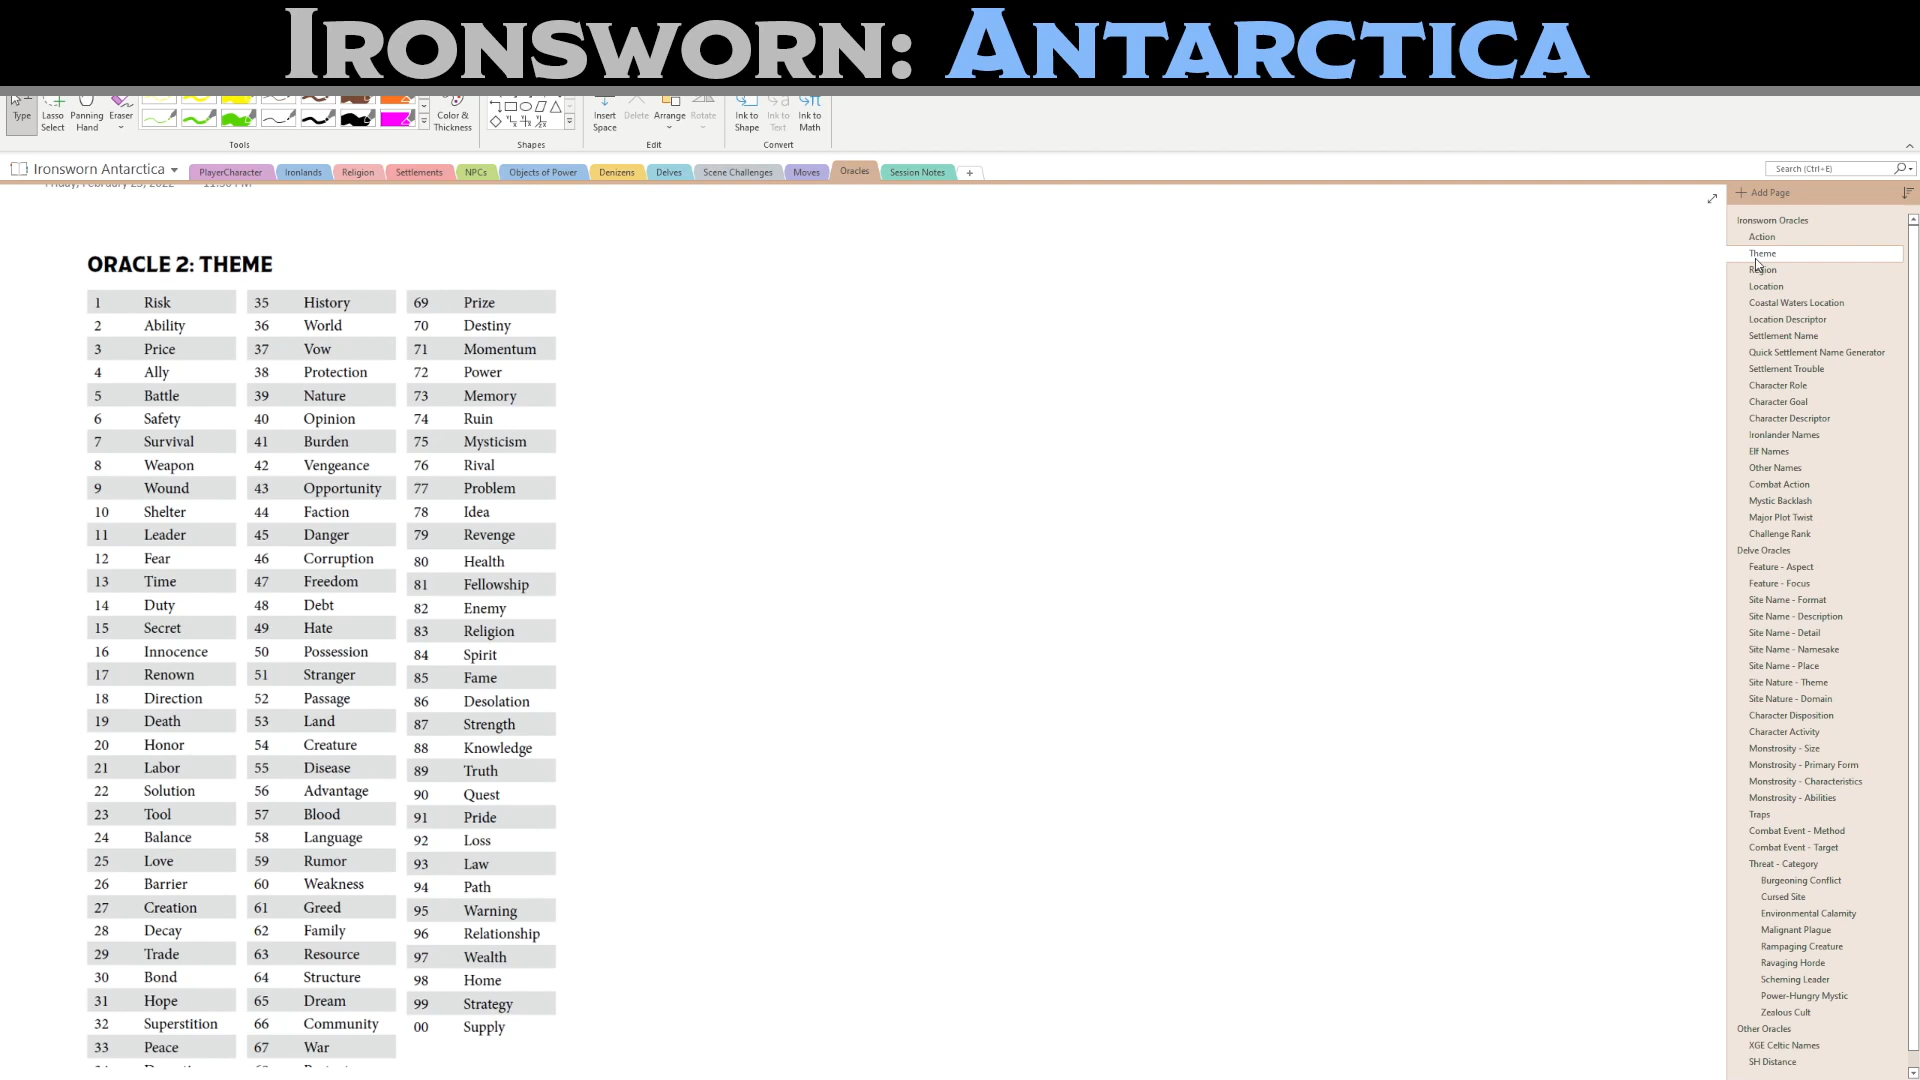 IRONSWORN: ANTARCTICA
Type
Lasso Select
Panning Hand
Eraser
Color & Thickness
Insert Space
Delete
Arrange
Rotate
Ink to Shape
Ink to Text
Ink to Math
Tools
Shapes
Edit
Convert
Ironsworn Antarctica
PlayerCharacter
Ironlands
Religion
Settlements
NPCs
Objects of Power
Denizens
Delves
Scene Challenges
Moves
Oracles
Session Notes
Search (Ctrl+E)
ORACLE 2: THEME
1 Risk
2 Ability
3 Price
4 Ally
5 Battle
6 Safety
7 Survival
8 Weapon
9 Wound
10 Shelter
11 Leader
12 Fear
13 Time
14 Duty
15 Secret
16 Innocence
17 Renown
18 Direction
19 Death
20 Honor
21 Labor
22 Solution
23 Tool
24 Balance
25 Love
26 Barrier
27 Creation
28 Decay
29 Trade
30 Bond
31 Hope
32 Superstition
33 Peace
35 History
36 World
37 Vow
38 Protection
39 Nature
40 Opinion
41 Burden
42 Vengeance
43 Opportunity
44 Faction
45 Danger
46 Corruption
47 Freedom
48 Debt
49 Hate
50 Possession
51 Stranger
52 Passage
53 Land
54 Creature
55 Disease
56 Advantage
57 Blood
58 Language
59 Rumor
60 Weakness
61 Greed
62 Family
63 Resource
64 Structure
65 Dream
66 Community
67 War
69 Prize
70 Destiny
71 Momentum
72 Power
73 Memory
74 Ruin
75 Mysticism
76 Rival
77 Problem
78 Idea
79 Revenge
80 Health
81 Fellowship
82 Enemy
83 Religion
84 Spirit
85 Fame
86 Desolation
87 Strength
88 Knowledge
89 Truth
90 Quest
91 Pride
92 Loss
93 Law
94 Path
95 Warning
96 Relationship
97 Wealth
98 Home
99 Strategy
00 Supply
Add Page
Ironsworn Oracles
Action
Theme
Region
Location
Coastal Waters Location
Location Descriptor
Settlement Name
Quick Settlement Name Generator
Settlement Trouble
Character Role
Character Goal
Character Descriptor
Ironlander Names
Elf Names
Other Names
Combat Action
Mystic Backlash
Major Plot Twist
Challenge Rank
Delve Oracles
Feature - Aspect
Feature - Focus
Site Name - Format
Site Name - Description
Site Name - Detail
Site Name - Namesake
Site Name - Place
Site Nature - Theme
Site Nature - Domain
Character Disposition
Character Activity
Monstrosity - Size
Monstrosity - Primary Form
Monstrosity - Characteristics
Monstrosity - Abilities
Traps
Combat Event - Method
Combat Event - Target
Threat - Category
Burgeoning Conflict
Cursed Site
Environmental Calamity
Malignant Plague
Rampaging Creature
Ravaging Horde
Scheming Leader
Power-Hungry Mystic
Zealous Cult
Other Oracles
XGE Celtic Names
SH Distance